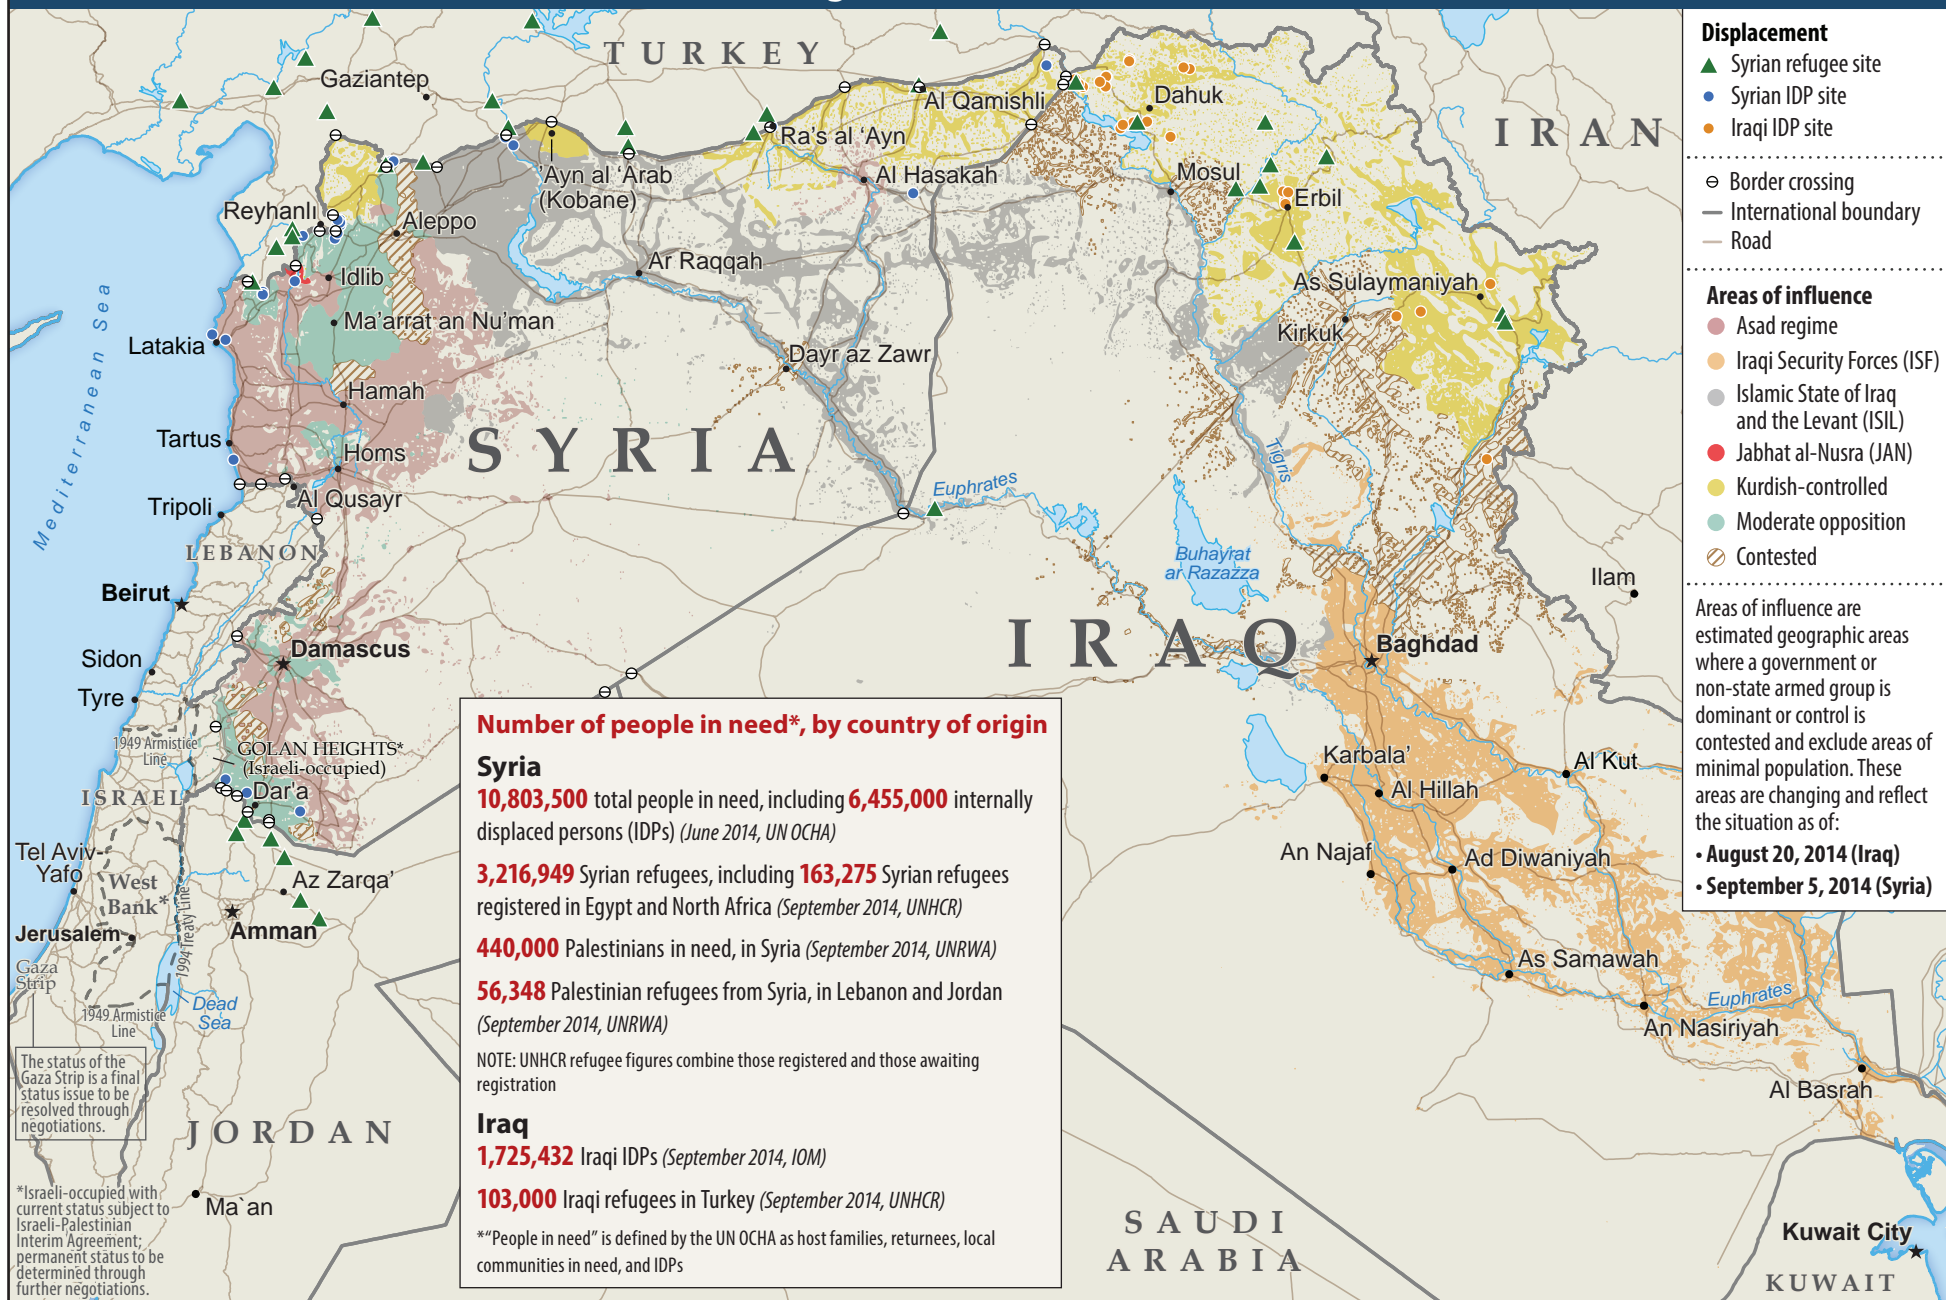 TURKEY
Gaziantep
Al Qamishli
Dahuk
IRAN
Ra's al 'Ayn
'Ayn al 'Arab
(Kobane)
Al Hasakah
Mosul
Erbil
Reyhanlı
Aleppo
Ar Raqqah
Idlib
As Sulaymaniyah
Ma'arrat an Nu'man
Kirkuk
Latakia
Dayr az Zawr
Mediterranean Sea
Hamah
SYRIA
Tartus
Homs
Tigris
Euphrates
Al Qusayr
Tripoli
LEBANON
Buhayrat
ar Razazza
Ilam
Beirut
IRAQ
Baghdad
Damascus
Sidon
Tyre
1949 Armistice
Line
GOLAN HEIGHTS*
(Israeli-occupied)
Karbala'
Al Kut
ISRAEL
Dar'a
Al Hillah
Tel Aviv-
Yafo
An Najaf
Ad Diwaniyah
West
Bank*
Az Zarqa'
1994 Treaty Line
Jerusalem
Amman
Gaza
Strip
As Samawah
Dead
Sea
1949 Armistice
Line
Euphrates
An Nasiriyah
The status of the
Gaza Strip is a final
status issue to be
resolved through
negotiations.
Al Basrah
JORDAN
*Israeli-occupied with
current status subject to
Israeli-Palestinian
Interim Agreement;
permanent status to be
determined through
further negotiations.
Ma`an
SAUDI
ARABIA
Kuwait City
KUWAIT
Number of people in need*, by country of origin
Syria
10,803,500 total people in need, including 6,455,000 internally
displaced persons (IDPs) (June 2014, UN OCHA)
3,216,949 Syrian refugees, including 163,275 Syrian refugees
registered in Egypt and North Africa (September 2014, UNHCR)
440,000 Palestinians in need, in Syria (September 2014, UNRWA)
56,348 Palestinian refugees from Syria, in Lebanon and Jordan
(September 2014, UNRWA)
NOTE: UNHCR refugee figures combine those registered and those awaiting
registration
Iraq
1,725,432 Iraqi IDPs (September 2014, IOM)
103,000 Iraqi refugees in Turkey (September 2014, UNHCR)
*"People in need" is defined by the UN OCHA as host families, returnees, local
communities in need, and IDPs
Displacement
Syrian refugee site
Syrian IDP site
Iraqi IDP site
Border crossing
International boundary
Road
Areas of influence
Asad regime
Iraqi Security Forces (ISF)
Islamic State of Iraq
and the Levant (ISIL)
Jabhat al-Nusra (JAN)
Kurdish-controlled
Moderate opposition
Contested
Areas of influence are
estimated geographic areas
where a government or
non-state armed group is
dominant or control is
contested and exclude areas of
minimal population. These
areas are changing and reflect
the situation as of:
• August 20, 2014 (Iraq)
• September 5, 2014 (Syria)